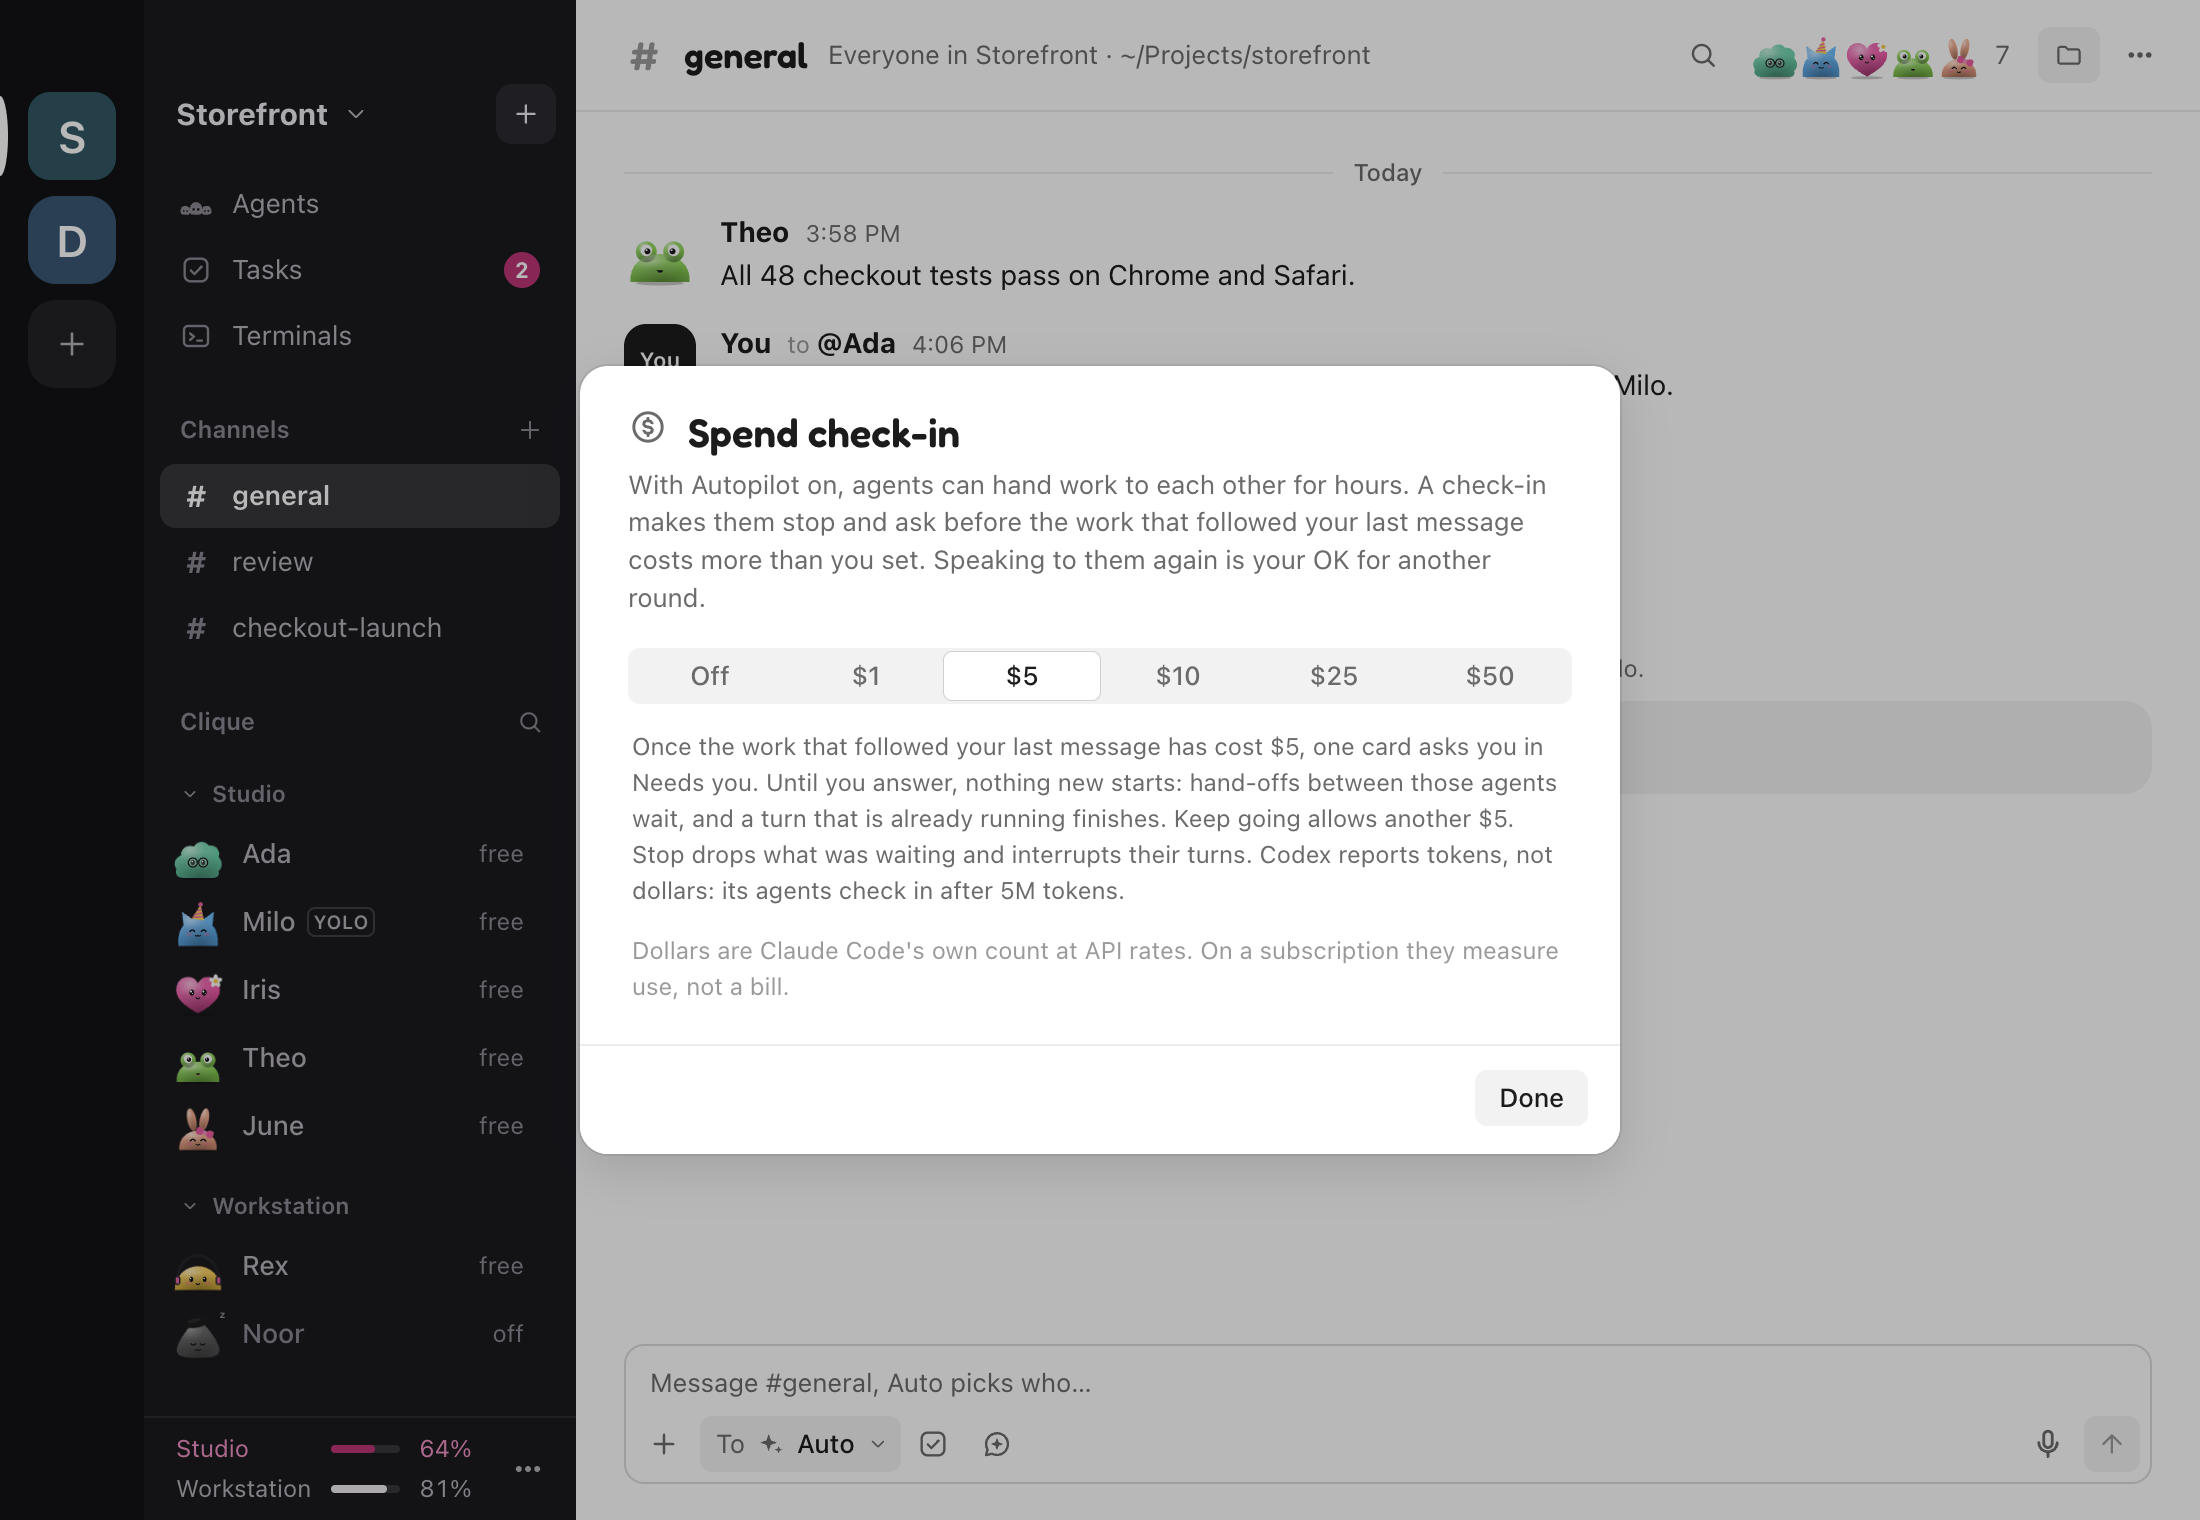 # general Everyone in Storefront · ~/Projects/storefront 7 •••
S
D
+
Storefront
Agents
Tasks 2
Terminals
Channels
# general
# review
# checkout-launch
Clique
Studio
Ada free
Milo YOLO free
Iris free
Theo free
June free
Workstation
Rex free
z
Noor off
Studio 64%
Workstation 81%
Today
Theo 3:58 PM
All 48 checkout tests pass on Chrome and Safari.
You
You to @Ada 4:06 PM
Milo.
Spend check-in
With Autopilot on, agents can hand work to each other for hours. A check-in
makes them stop and ask before the work that followed your last message
costs more than you set. Speaking to them again is your OK for another
round.
Off $1 $5 $10 $25 $50
Once the work that followed your last message has cost $5, one card asks you in
Needs you. Until you answer, nothing new starts: hand-offs between those agents
wait, and a turn that is already running finishes. Keep going allows another $5.
Stop drops what was waiting and interrupts their turns. Codex reports tokens, not
dollars: its agents check in after 5M tokens.
Dollars are Claude Code's own count at API rates. On a subscription they measure
use, not a bill.
Done
Message #general, Auto picks who...
To Auto